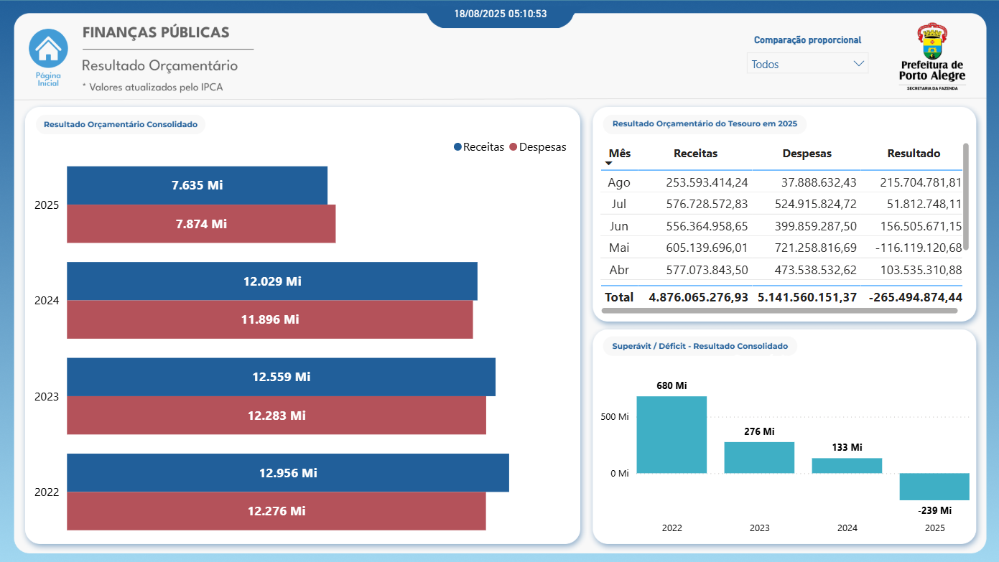 18/08/2025 05:10:53
FINANÇAS PÚBLICAS
Resultado Orçamentário
* Valores atualizados pelo IPCA
Página
Inicial
Comparação proporcional
Todos
Prefeitura de
Porto Alegre
SECRETARIA DA FAZENDA
Resultado Orçamentário Consolidado
Receitas Despesas
2025
7.635 Mi
7.874 Mi
2024
12.029 Mi
11.896 Mi
2023
12.559 Mi
12.283 Mi
2022
12.956 Mi
12.276 Mi
Resultado Orçamentário do Tesouro em 2025
Mês Receitas Despesas Resultado
Ago 253.593.414,24 37.888.632,43 215.704.781,81
Jul 576.728.572,83 524.915.824,72 51.812.748,11
Jun 556.364.958,65 399.859.287,50 156.505.671,15
Mai 605.139.696,01 721.258.816,69 -116.119.120,68
Abr 577.073.843,50 473.538.532,62 103.535.310,88
Total 4.876.065.276,93 5.141.560.151,37 -265.494.874,44
Superávit / Déficit - Resultado Consolidado
680 Mi
500 Mi
276 Mi
133 Mi
0 Mi
-239 Mi
2022 2023 2024 2025